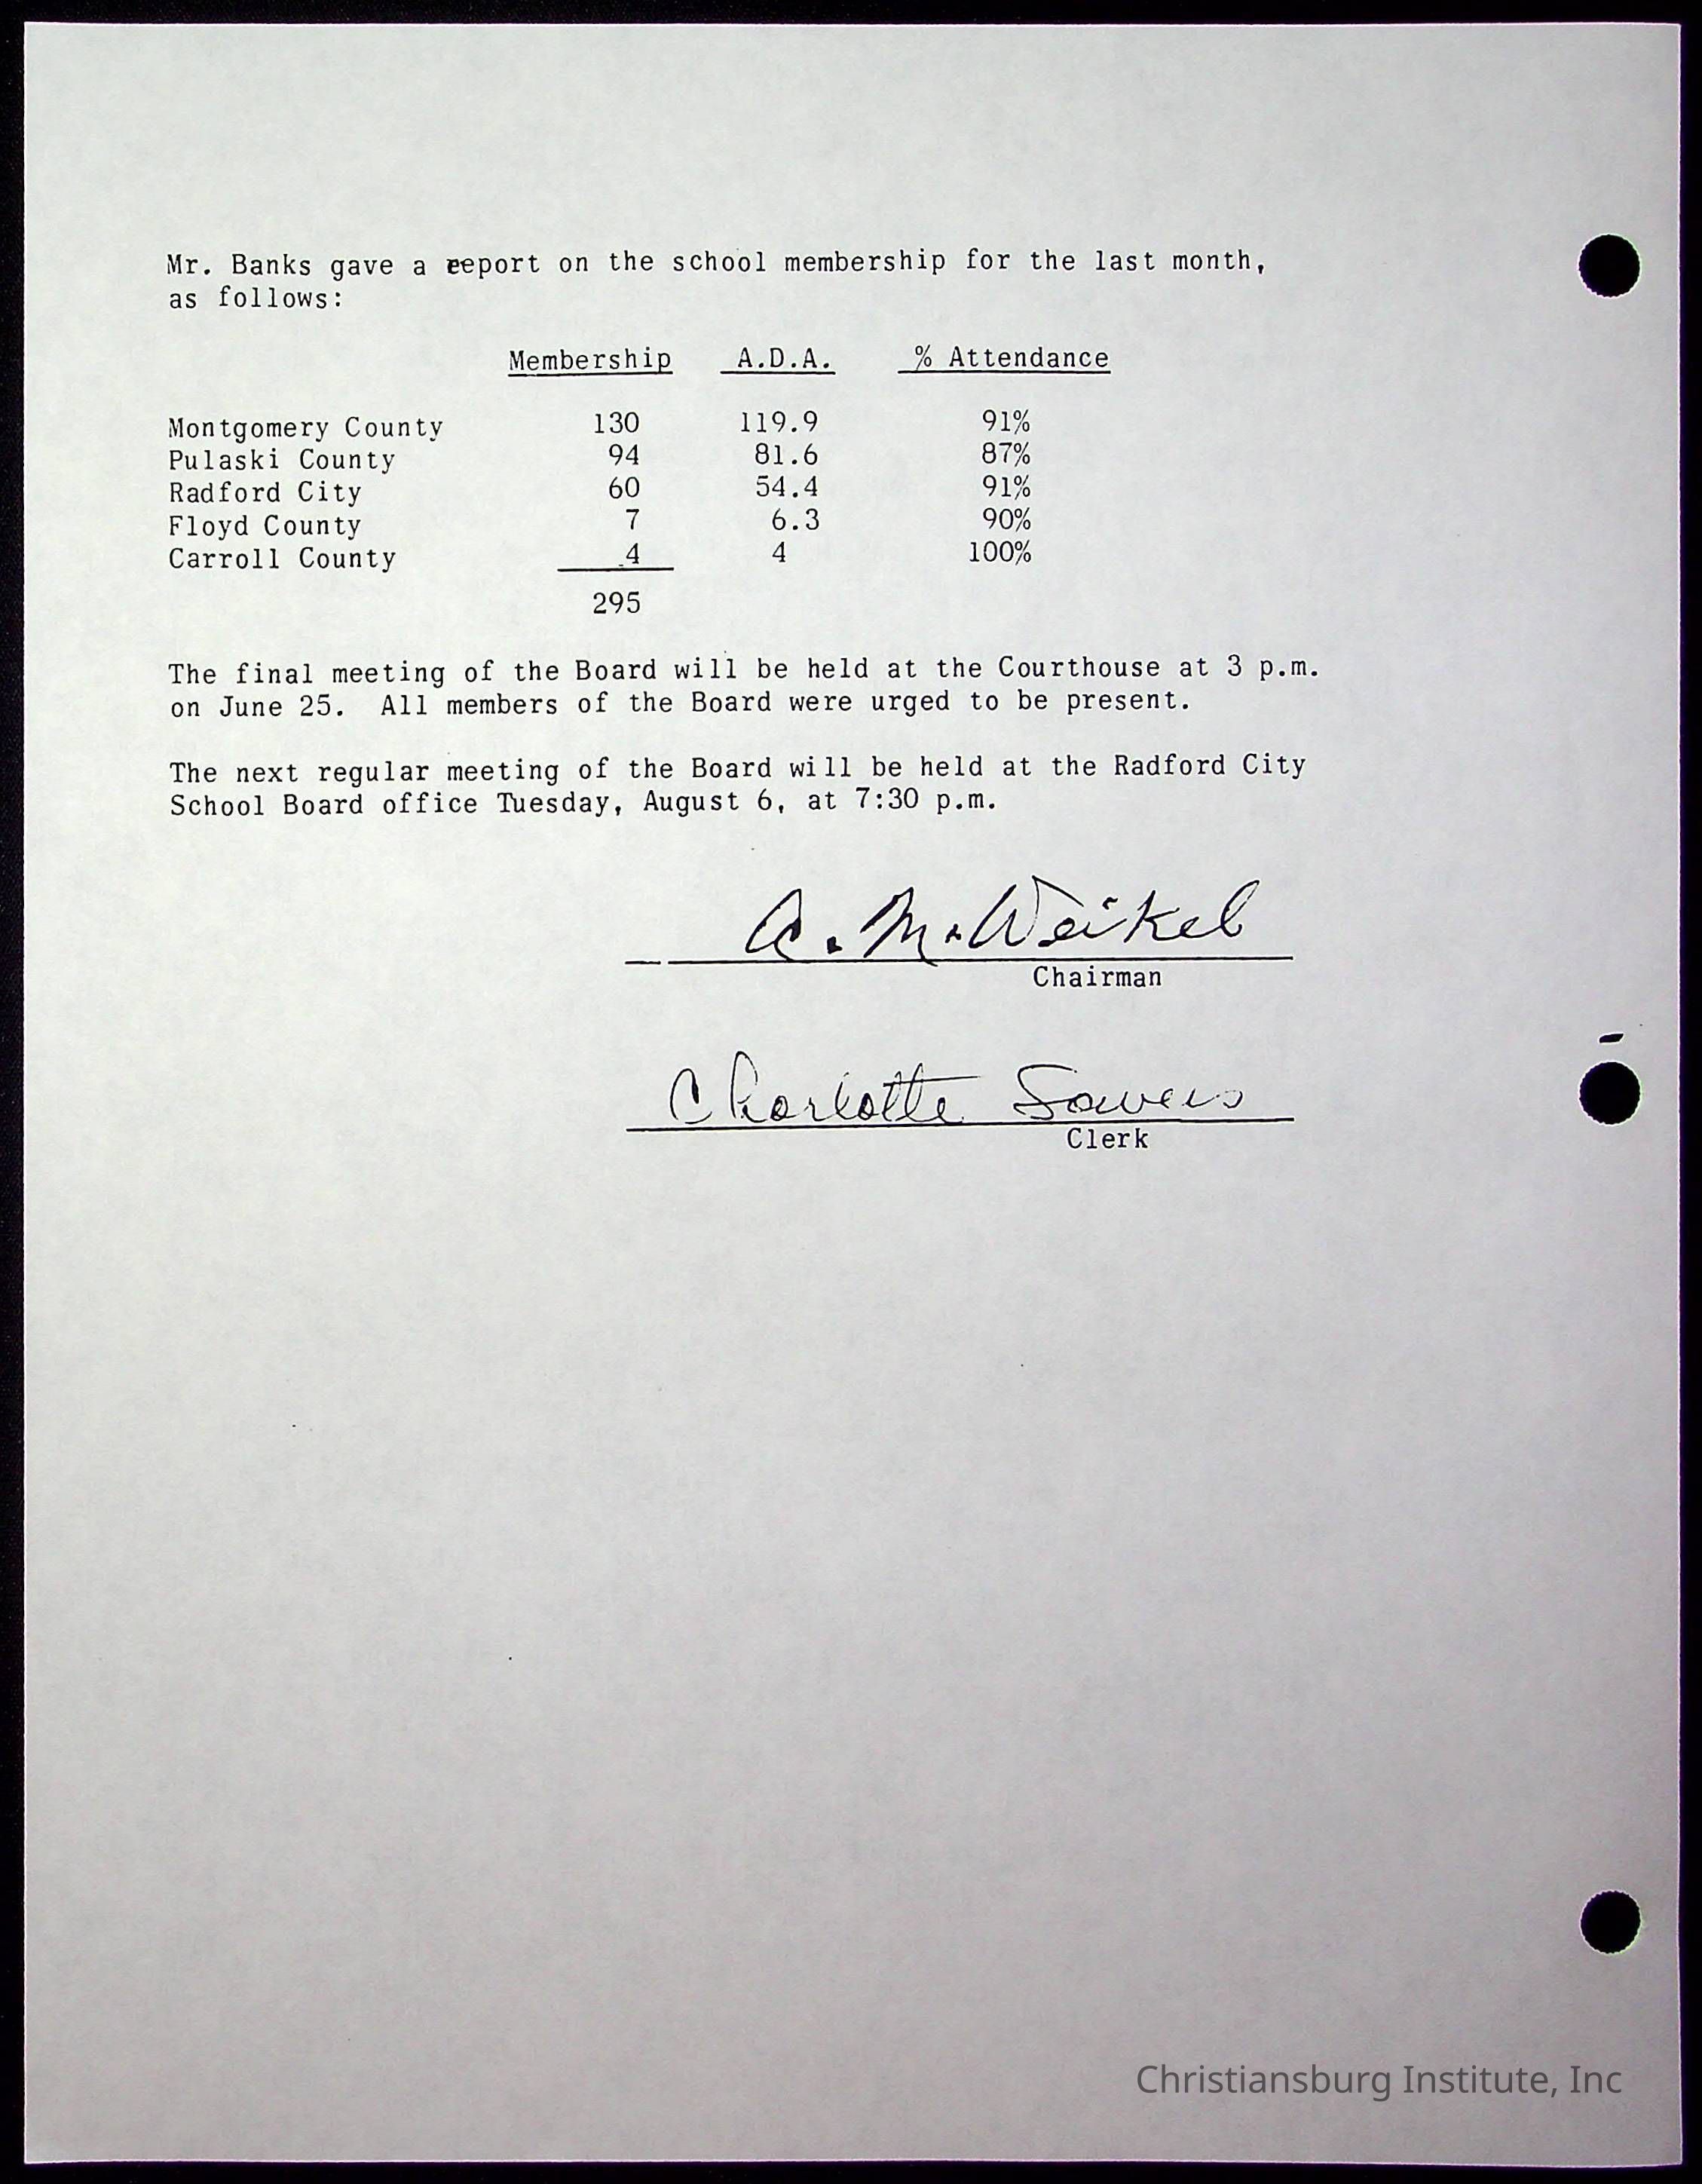 Mr. Banks gave a report on the school membership for the last month,
as follows:
Membership A.D.A. % Attendance
Montgomery County 130 119.9 91%
Pulaski County 94 81.6 87%
Radford City 60 54.4 91%
Floyd County 7 6.3 90%
Carroll County 4 4 100%
295
The final meeting of the Board will be held at the Courthouse at 3 p.m.
on June 25. All members of the Board were urged to be present.
The next regular meeting of the Board will be held at the Radford City
School Board office Tuesday, August 6, at 7:30 p.m.
A. M. Weikel
Chairman
Charlotte Sowers
Clerk
Christiansburg Institute, Inc